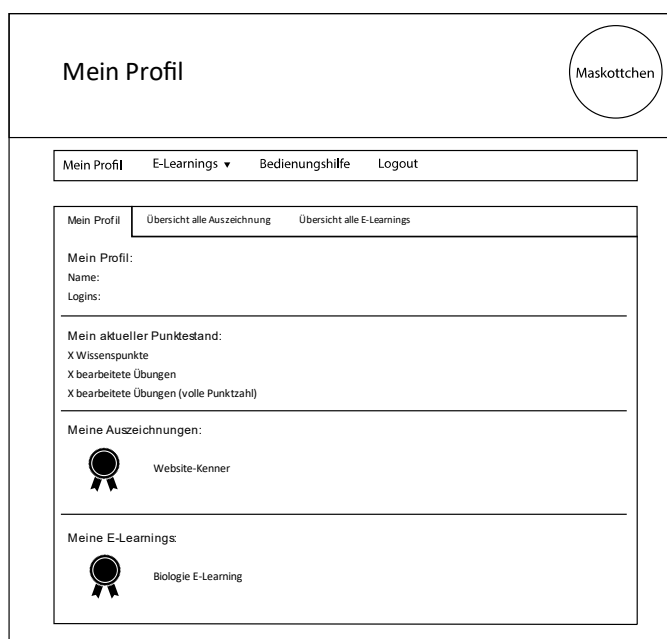 Mein Profil
Maskottchen
Mein Profil E-Learnings ▼ Bedienungshilfe Logout
Mein Profil Übersicht alle Auszeichnung Übersicht alle E-Learnings
Mein Profil:
Name:
Logins:
Mein aktueller Punktestand:
X Wissenspunkte
X bearbeitete Übungen
X bearbeitete Übungen (volle Punktzahl)
Meine Auszeichnungen:
Website-Kenner
Meine E-Learnings:
Biologie E-Learning